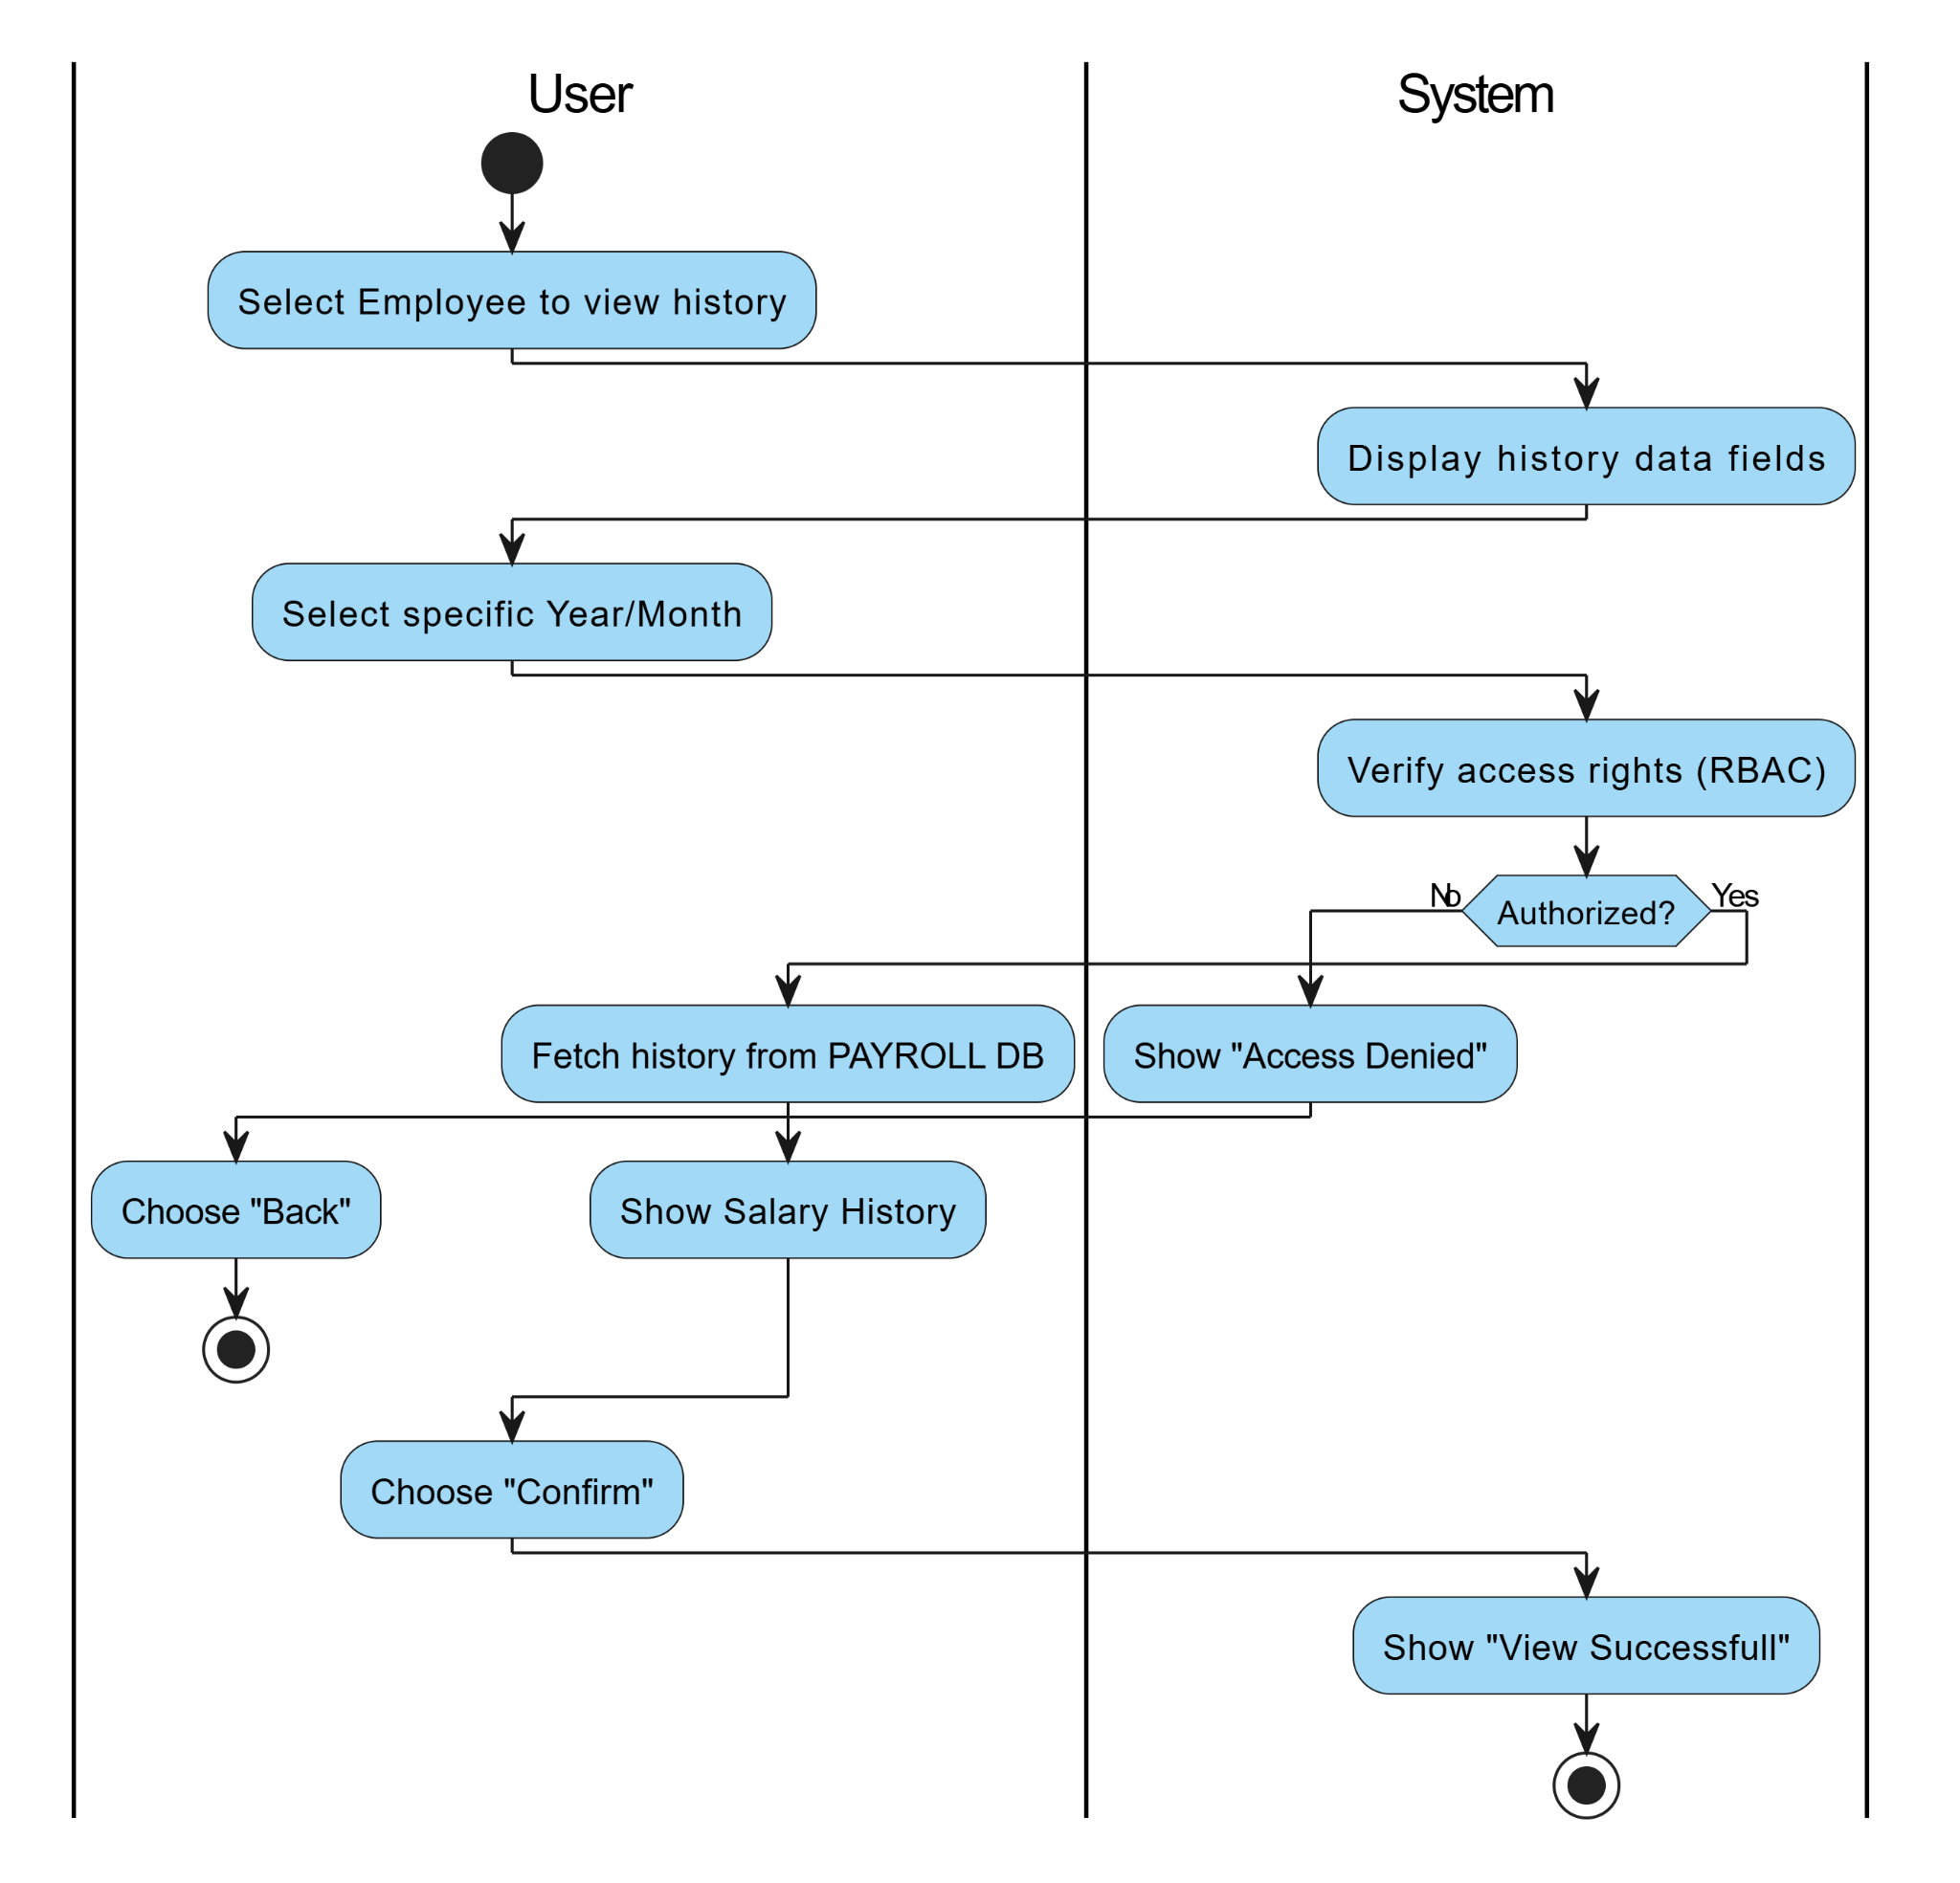 User
System
Select Employee to view history
Display history data fields
Select specific Year/Month
Verify access rights (RBAC)
No
Authorized?
Yes
Fetch history from PAYROLL DB
Show "Access Denied"
Choose "Back"
Show Salary History
Choose "Confirm"
Show "View Successfull"